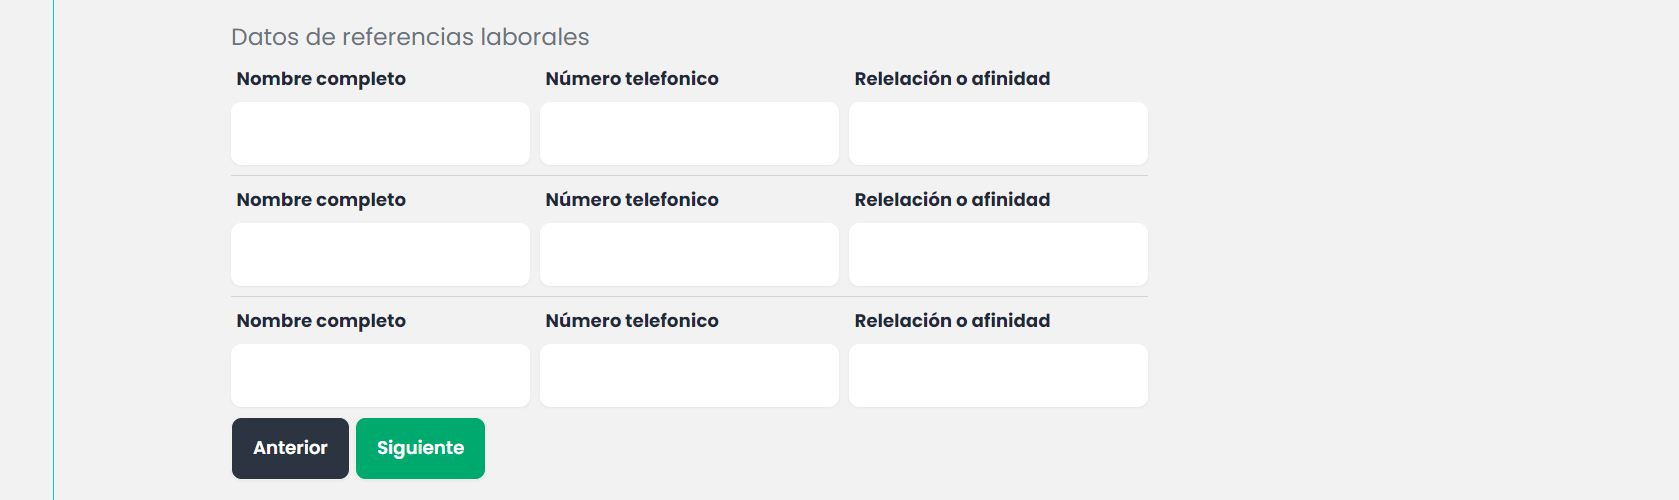 Datos de referencias laborales
Nombre completo Número telefonico Relelación o afinidad
Nombre completo Número telefonico Relelación o afinidad
Nombre completo Número telefonico Relelación o afinidad
Anterior Siguiente